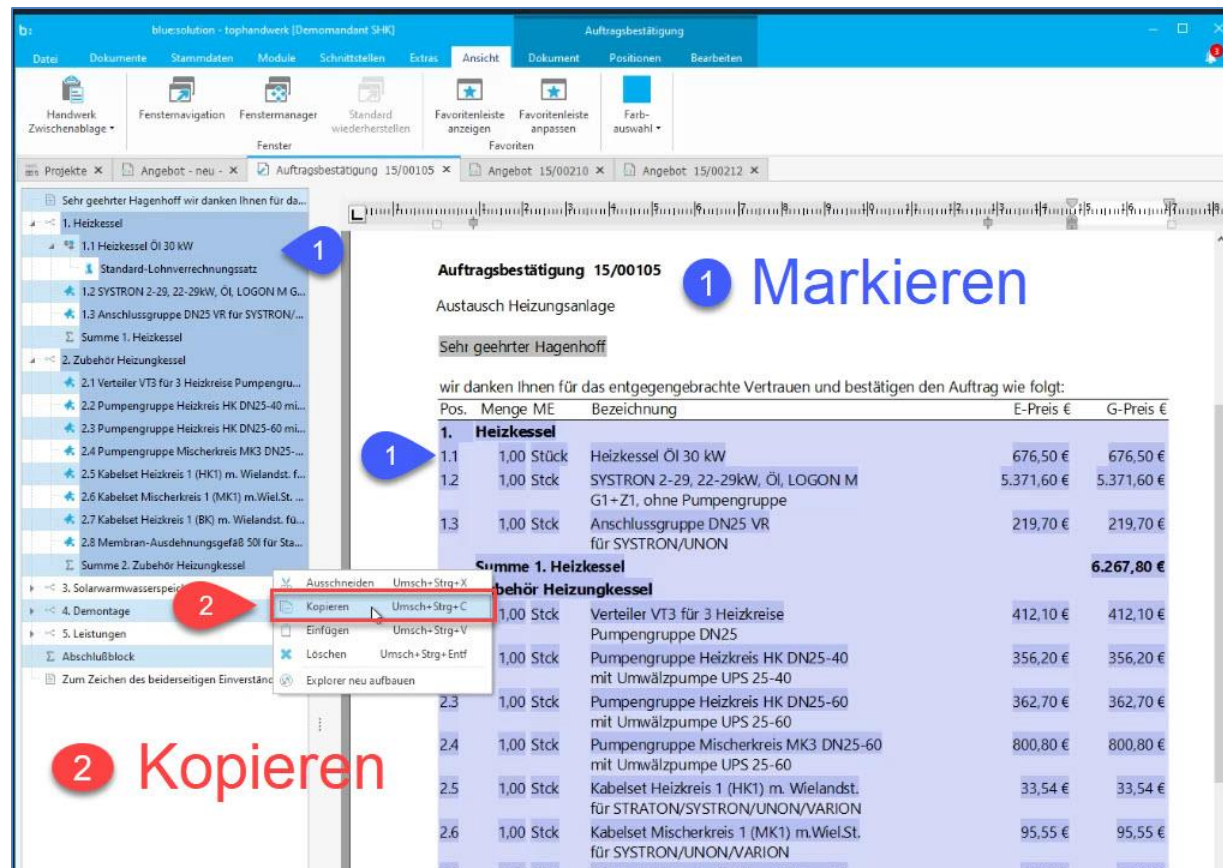 b: blue:solution - tophandwerk [Demomandant SHK] Auftragsbestätigung
Datei Dokumente Stammdaten Module Schnittstellen Extras Ansicht Dokument Positionen Bearbeiten 3
Handwerk Zwischenablage
Fensternavigation
Fenstermanager
Standard wiederherstellen
Favoritenleiste anzeigen
Favoritenleiste anpassen
Farb-auswahl
Fenster
Favoriten
Projekte Angebot - neu - Auftragsbestätigung 15/00105 Angebot 15/00210 Angebot 15/00212
Sehr geehrter Hagenhoff wir danken Ihnen für da...
1. Heizkessel
1.1 Heizkessel Öl 30 kW
1
Standard-Lohnverrechnungssatz
1.2 SYSTRON 2-29, 22-29kW, Öl, LOGON M G...
1.3 Anschlussgruppe DN25 VR für SYSTRON/...
Σ Summe 1. Heizkessel
2. Zubehör Heizungkessel
2.1 Verteiler VT3 für 3 Heizkreise Pumpengru...
2.2 Pumpengruppe Heizkreis HK DN25-40 mi...
2.3 Pumpengruppe Heizkreis HK DN25-60 mi...
2.4 Pumpengruppe Mischerkreis MK3 DN25-...
2.5 Kabelset Heizkreis 1 (HK1) m. Wielandst. f...
2.6 Kabelset Mischerkreis 1 (MK1) m.Wiel.St. ...
2.7 Kabelset Heizkreis 1 (BK) m. Wielandst. fü...
2.8 Membran-Ausdehnungsgefäß 50l für Sta...
Σ Summe 2. Zubehör Heizungkessel
3. Solarwarmwasserspeic
4. Demontage
5. Leistungen
Σ Abschlußblock
Zum Zeichen des beiderseitigen Einverständ
Ausschneiden Umsch+Strg+X
2
Kopieren Umsch+Strg+C
Einfügen Umsch+Strg+V
Löschen Umsch+Strg+Entf
Explorer neu aufbauen
2 Kopieren
Auftragsbestätigung 15/00105
1 Markieren
Austausch Heizungsanlage
Sehr geehrter Hagenhoff
wir danken Ihnen für das entgegengebrachte Vertrauen und bestätigen den Auftrag wie folgt:
Pos. Menge ME Bezeichnung E-Preis € G-Preis €
1. Heizkessel
1
1.1 1,00 Stück Heizkessel Öl 30 kW 676,50 € 676,50 €
1.2 1,00 Stck SYSTRON 2-29, 22-29kW, Öl, LOGON M 5.371,60 € 5.371,60 €
G1+Z1, ohne Pumpengruppe
1.3 1,00 Stck Anschlussgruppe DN25 VR 219,70 € 219,70 €
für SYSTRON/UNON
Summe 1. Heizkessel 6.267,80 €
behör Heizungkessel
1,00 Stck Verteiler VT3 für 3 Heizkreise 412,10 € 412,10 €
Pumpengruppe DN25
1,00 Stck Pumpengruppe Heizkreis HK DN25-40 356,20 € 356,20 €
mit Umwälzpumpe UPS 25-40
2.3 1,00 Stck Pumpengruppe Heizkreis HK DN25-60 362,70 € 362,70 €
mit Umwälzpumpe UPS 25-60
2.4 1,00 Stck Pumpengruppe Mischerkreis MK3 DN25-60 800,80 € 800,80 €
mit Umwälzpumpe UPS 25-60
2.5 1,00 Stck Kabelset Heizkreis 1 (HK1) m. Wielandst. 33,54 € 33,54 €
für STRATON/SYSTRON/UNON/VARION
2.6 1,00 Stck Kabelset Mischerkreis 1 (MK1) m.Wiel.St. 95,55 € 95,55 €
für SYSTRON/UNON/VARION